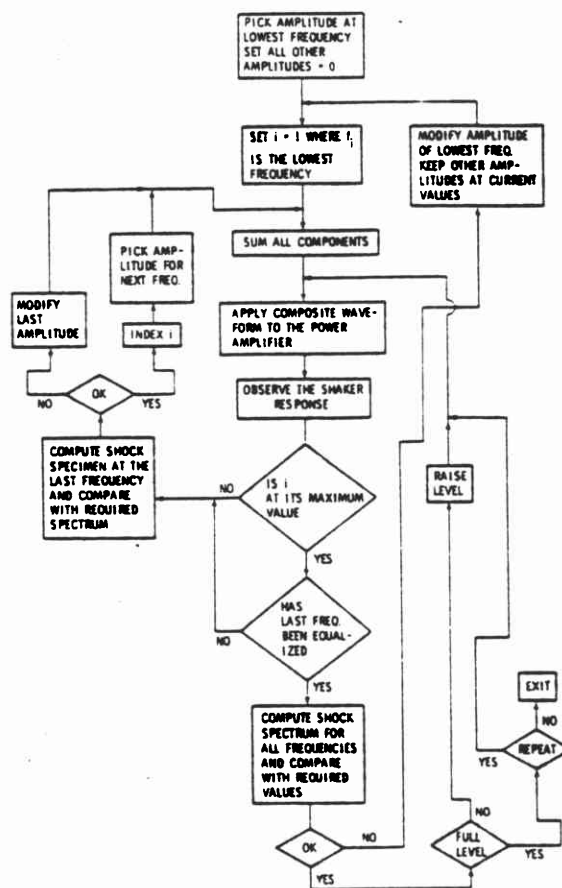 PICK AMPLITUDE AT
LOWEST FREQUENCY
SET ALL OTHER
AMPLITUDES = 0
SET i = 1 WHERE f i
IS THE LOWEST
FREQUENCY
MODIFY AMPLITUDE
OF LOWEST FREQ.
KEEP OTHER AMP-
LITUDES AT CURRENT
VALUES
SUM ALL COMPONENTS
PICK AMP-
LITUDE FOR
NEXT FREQ.
MODIFY
LAST
AMPLITUDE
INDEX i
APPLY COMPOSITE WAVE-
FORM TO THE POWER
AMPLIFIER
OBSERVE THE SHAKER
RESPONSE
NO
OK
YES
COMPUTE SHOCK
SPECIMEN AT THE
LAST FREQUENCY
AND COMPARE
WITH REQUIRED
SPECTRUM
NO
IS i
AT ITS MAXIMUM
VALUE
YES
RAISE
LEVEL
HAS
LAST FREQ.
BEEN EQUAL-
IZED
NO
YES
COMPUTE SHOCK
SPECTRUM FOR
ALL FREQUENCIES
AND COMPARE
WITH REQUIRED
VALUES
EXIT
NO
REPEAT
YES
OK
NO
YES
NO
FULL
LEVEL
YES